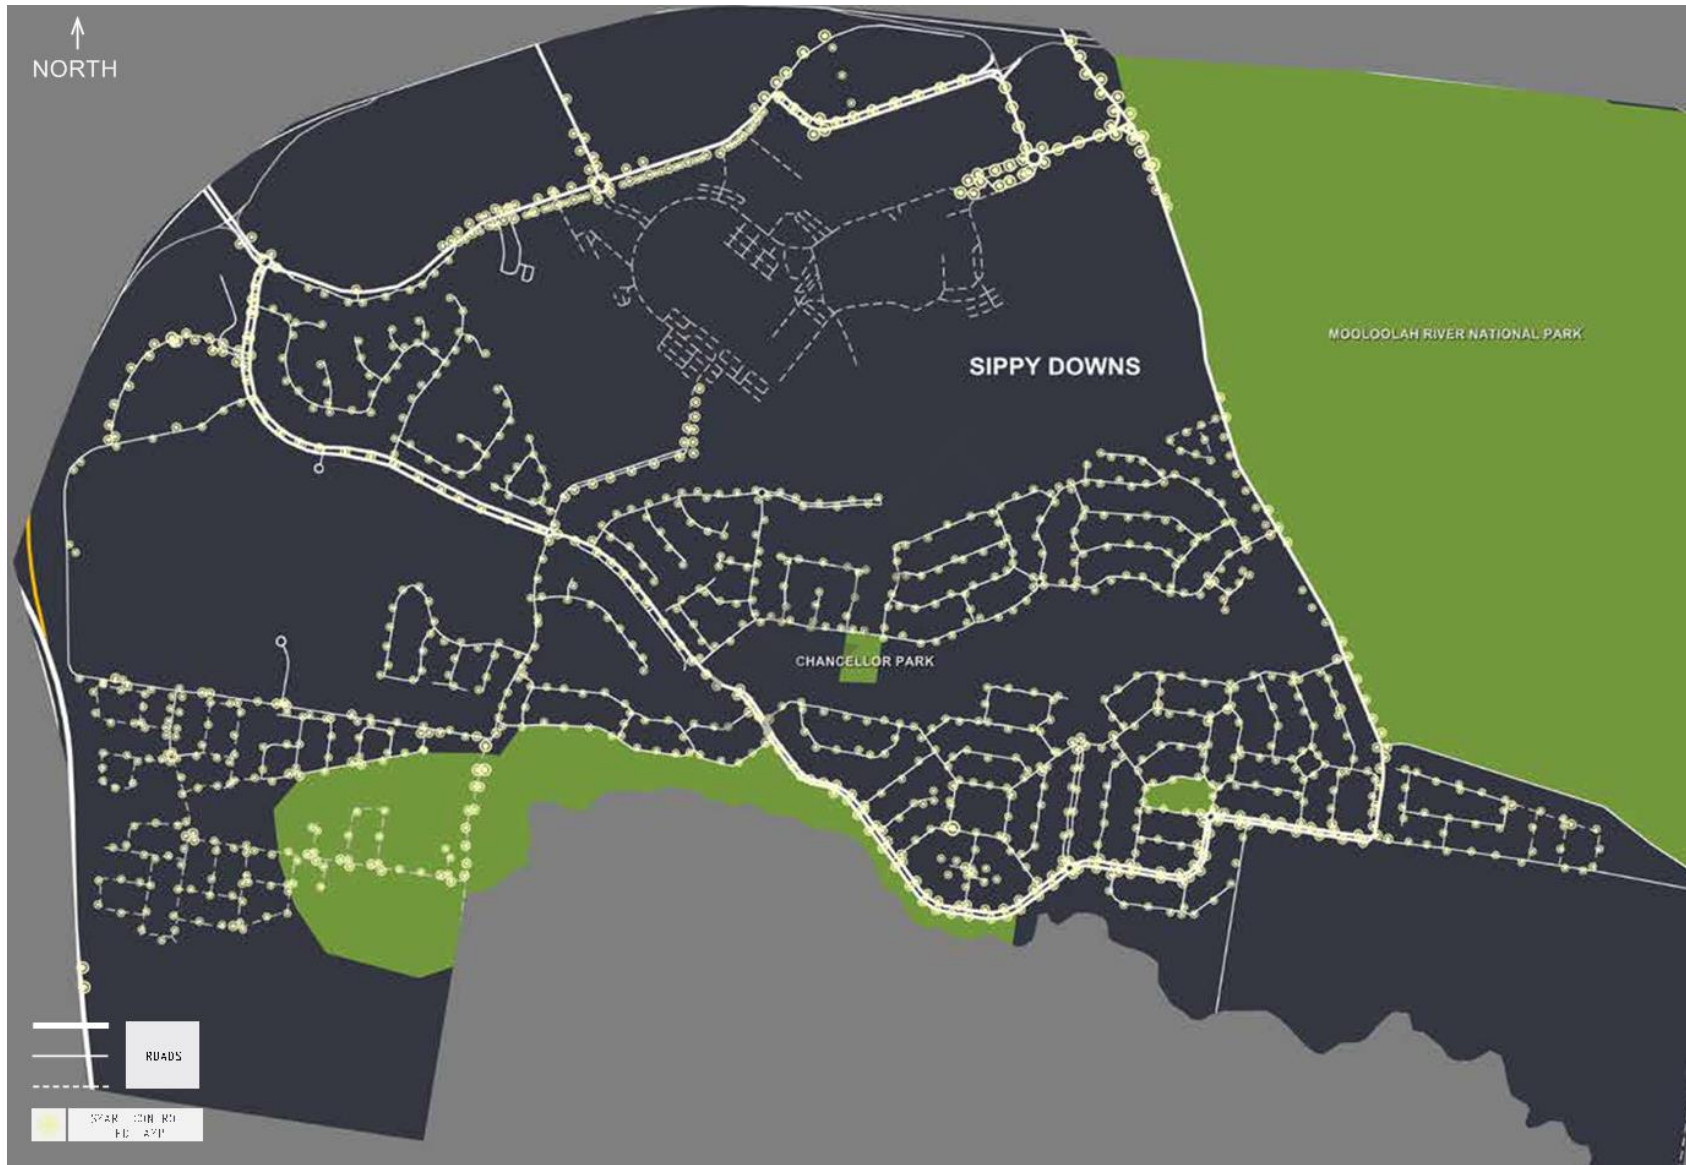 NORTH
MOOLOOLAH RIVER NATIONAL PARK
SIPPY DOWNS
CHANCELLOR PARK
ROADS